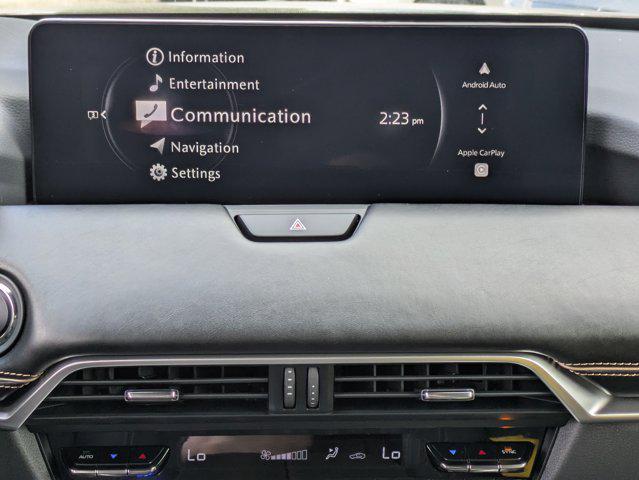 Information
Entertainment
Communication
Navigation
Settings
2:23 pm
Android Auto
Apple CarPlay
AUTO
Lo
Lo
SYNC